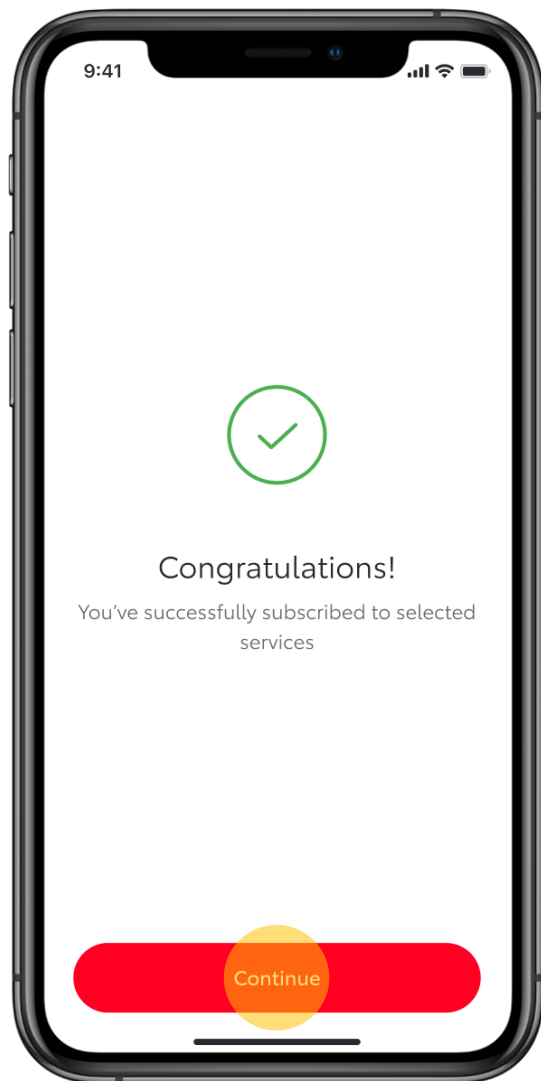 9:41
Congratulations!
You’ve successfully subscribed to selected
services
Continue